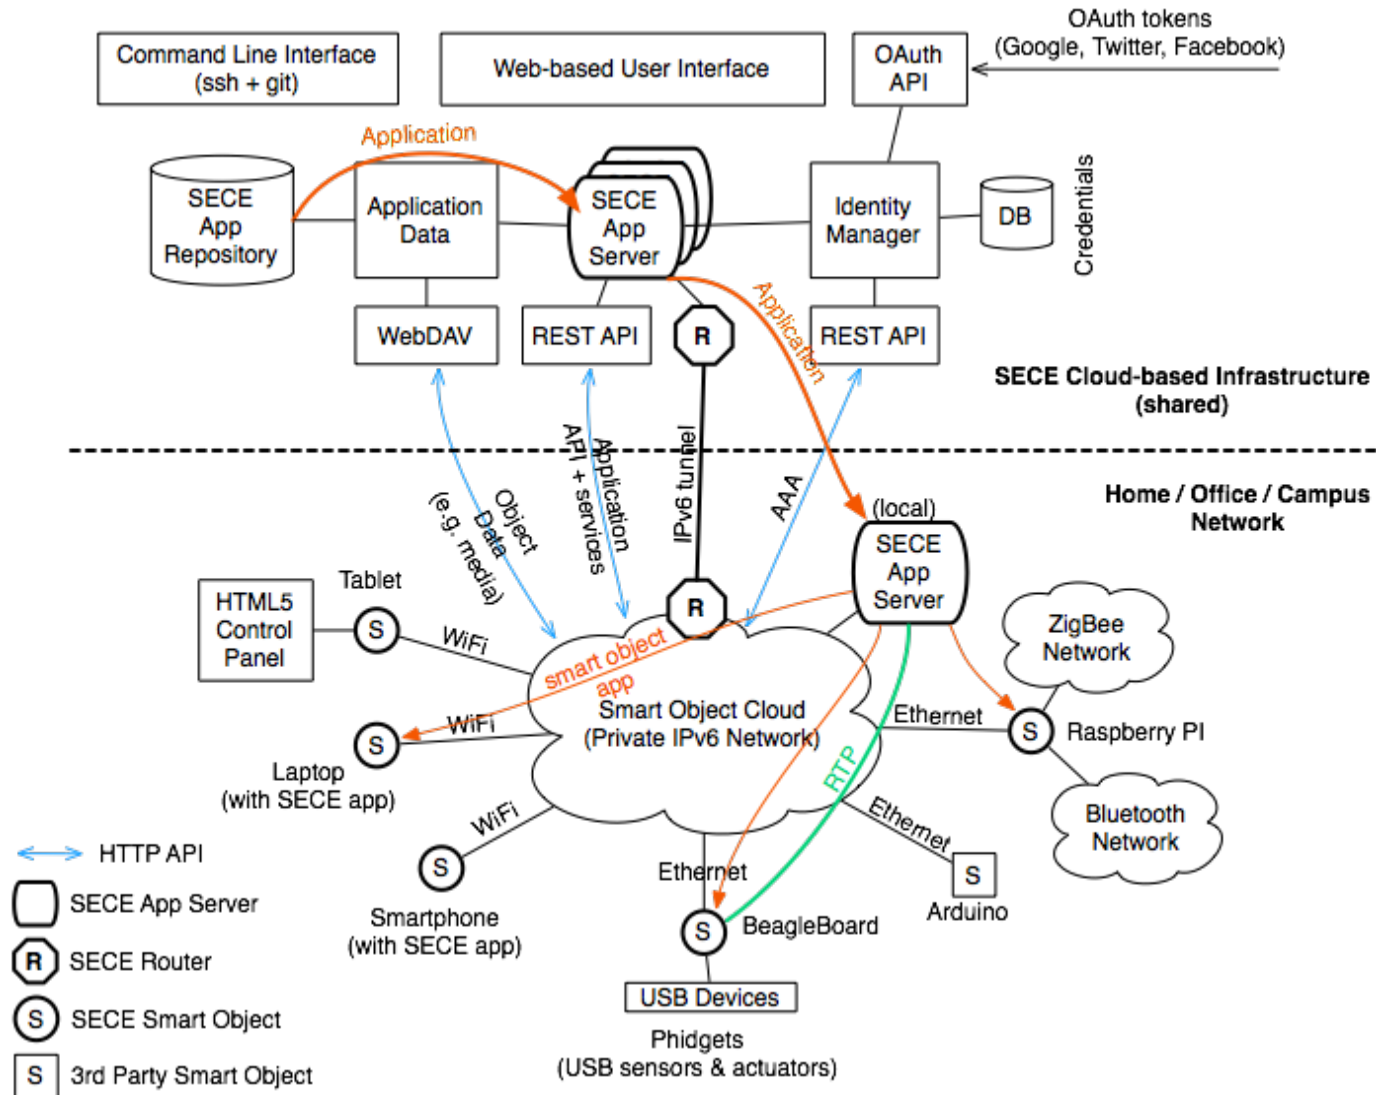 OAuth tokens
(Google, Twitter, Facebook)
Command Line Interface
(ssh + git)
Web-based User Interface
OAuth
API
Application
SECE
App
Repository
Application
Data
SECE
App
Server
Identity
Manager
DB
Credentials
Application
WebDAV
REST API
R
REST API
SECE Cloud-based Infrastructure
(shared)
Object
Data
(e.g. media)
Application
API + services
IPv6 tunnel
AAA
Home / Office / Campus
Network
(local)
SECE
App
Server
Tablet
HTML5
Control
Panel
S
WiFi
R
ZigBee
Network
smart object
app
Smart Object Cloud
(Private IPv6 Network)
Ethernet
S
Raspberry PI
S
WiFi
Laptop
(with SECE app)
RTP
Bluetooth
Network
WiFi
Ethernet
S
Smartphone
(with SECE app)
Ethernet
S
BeagleBoard
S
Arduino
USB Devices
Phidgets
(USB sensors & actuators)
HTTP API
SECE App Server
R
SECE Router
S
SECE Smart Object
S
3rd Party Smart Object